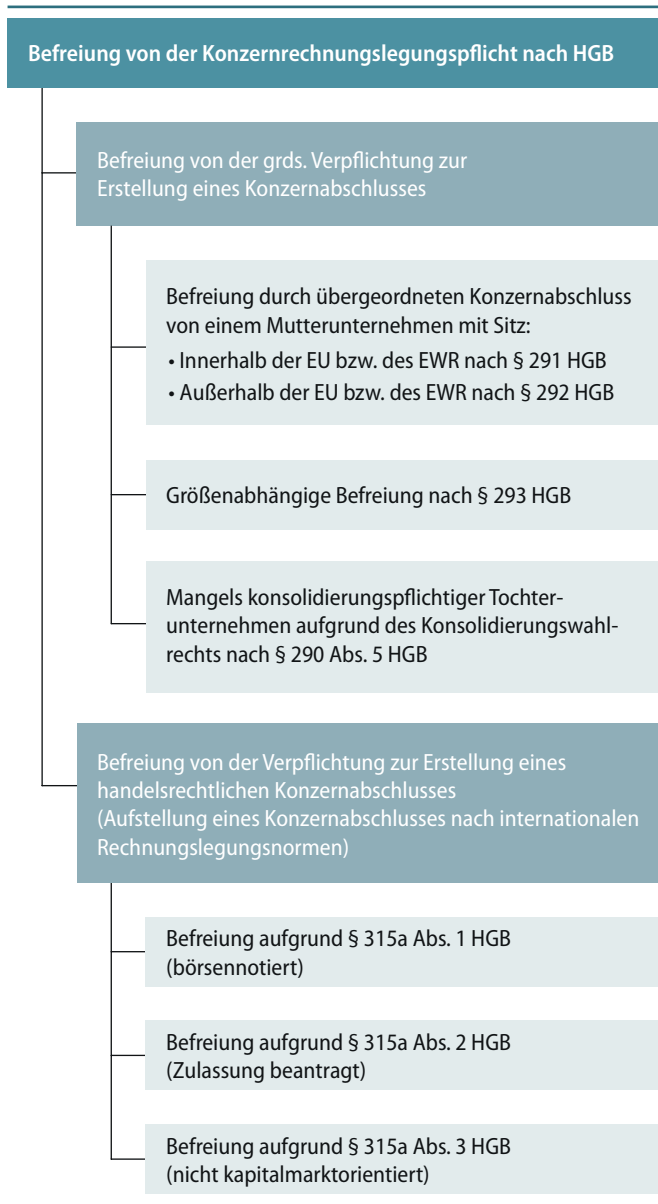 Befreiung von der Konzernrechnungslegungspflicht nach HGB
Befreiung von der grds. Verpflichtung zur
Erstellung eines Konzernabschlusses
Befreiung durch übergeordneten Konzernabschluss
von einem Mutterunternehmen mit Sitz:
• Innerhalb der EU bzw. des EWR nach § 291 HGB
• Außerhalb der EU bzw. des EWR nach § 292 HGB
Größenabhängige Befreiung nach § 293 HGB
Mangels konsolidierungspflichtiger Tochter-
unternehmen aufgrund des Konsolidierungswahl-
rechts nach § 290 Abs. 5 HGB
Befreiung von der Verpflichtung zur Erstellung eines
handelsrechtlichen Konzernabschlusses
(Aufstellung eines Konzernabschlusses nach internationalen
Rechnungslegungsnormen)
Befreiung aufgrund § 315a Abs. 1 HGB
(börsennotiert)
Befreiung aufgrund § 315a Abs. 2 HGB
(Zulassung beantragt)
Befreiung aufgrund § 315a Abs. 3 HGB
(nicht kapitalmarktorientiert)